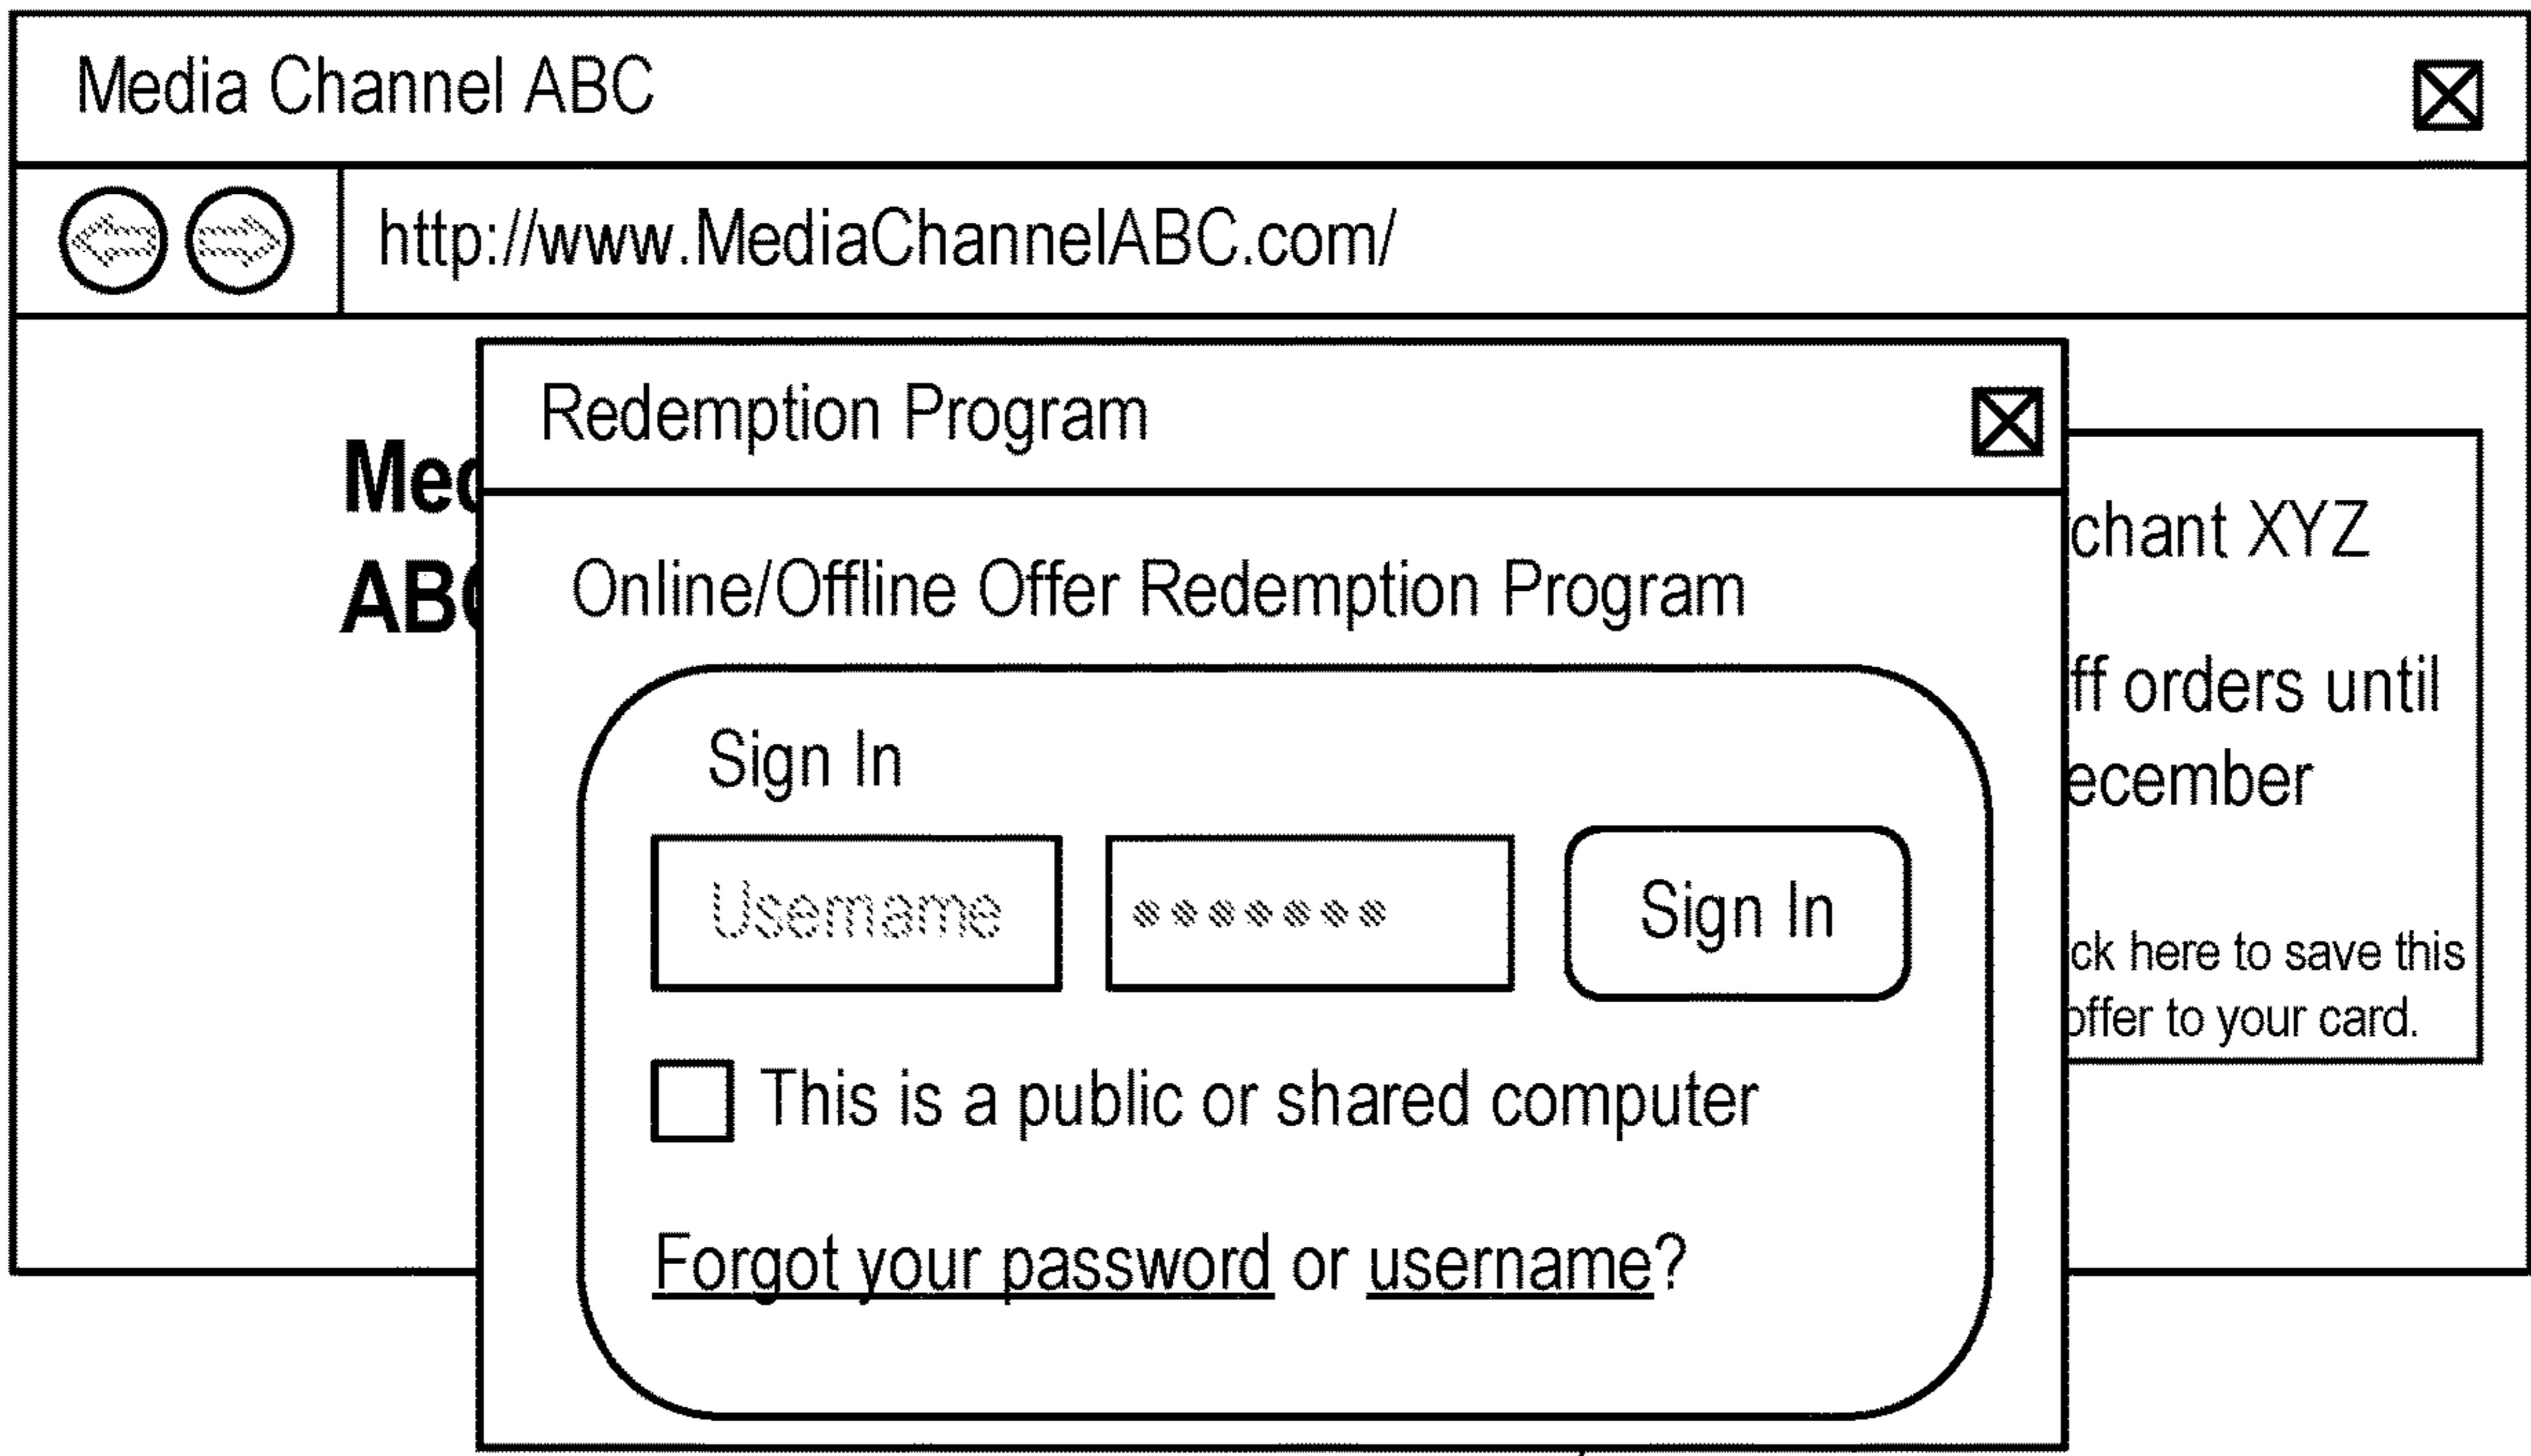 Media Channel ABC
http://www.MediaChannelABC.com/
Redemption Program
Med
ABC
Online/Offline Offer Redemption Program
chant XYZ
ff orders until
ecember
Sign In
Username
Sign In
ck here to save this
offer to your card.
This is a public or shared computer
Forgot your password or username?